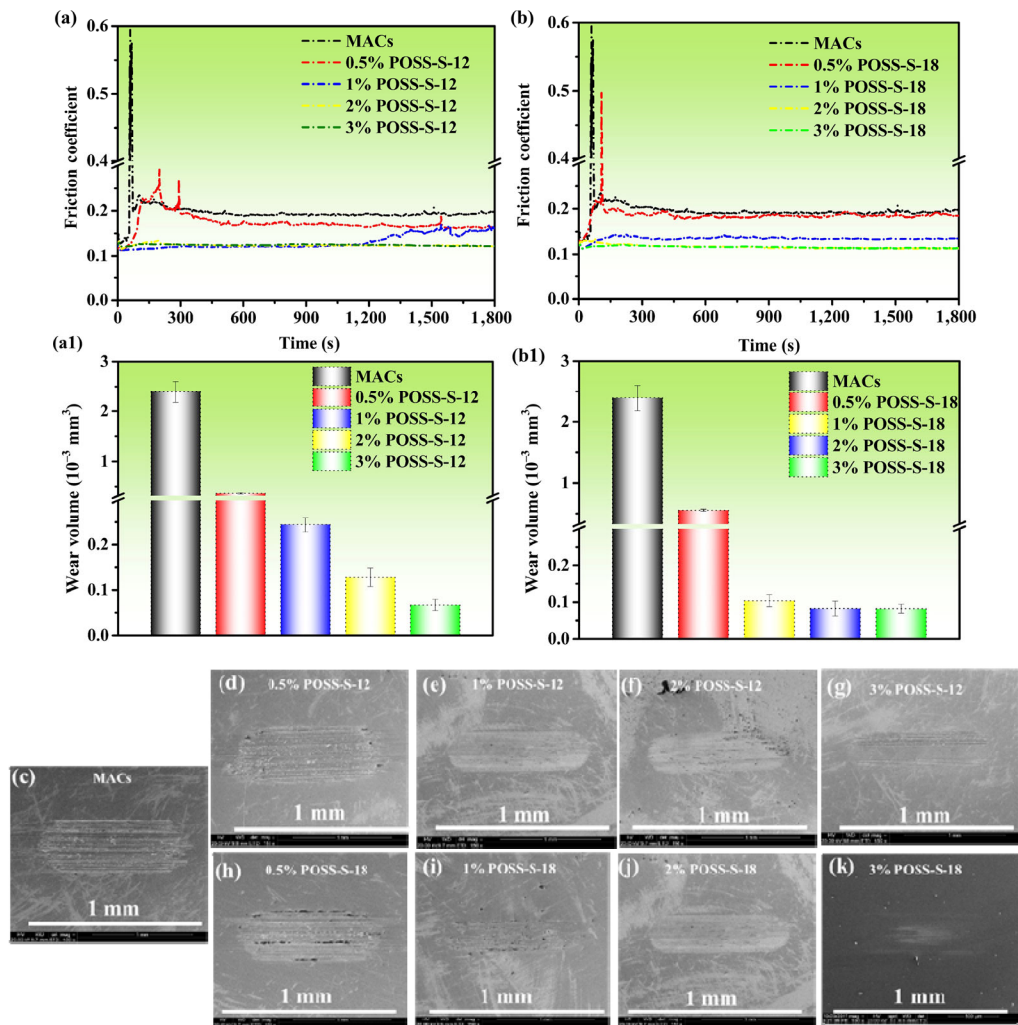 (a)
0.6
0.5
0.4
0.2
0.1
0.0
Friction coefficient
MACs
0.5% POSS-S-12
1% POSS-S-12
2% POSS-S-12
3% POSS-S-12
0 300 600 900 1,200 1,500 1,800
Time (s)
(b)
0.6
0.5
0.4
0.2
0.1
0.0
Friction coefficient
MACs
0.5% POSS-S-18
1% POSS-S-18
2% POSS-S-18
3% POSS-S-18
0 300 600 900 1,200 1,500 1,800
Time (s)
(a1)
3
2
1
0.2
0.1
0.0
Wear volume (10⁻³ mm³)
MACs
0.5% POSS-S-12
1% POSS-S-12
2% POSS-S-12
3% POSS-S-12
(b1)
3
2
1
0.2
0.1
0.0
Wear volume (10⁻³ mm³)
MACs
0.5% POSS-S-18
1% POSS-S-18
2% POSS-S-18
3% POSS-S-18
(c)
MACs
1 mm
(d)
0.5% POSS-S-12
1 mm
(e)
1% POSS-S-12
1 mm
(f)
2% POSS-S-12
1 mm
(g)
3% POSS-S-12
1 mm
(h)
0.5% POSS-S-18
1 mm
(i)
1% POSS-S-18
1 mm
(j)
2% POSS-S-18
1 mm
(k)
3% POSS-S-18
1 mm